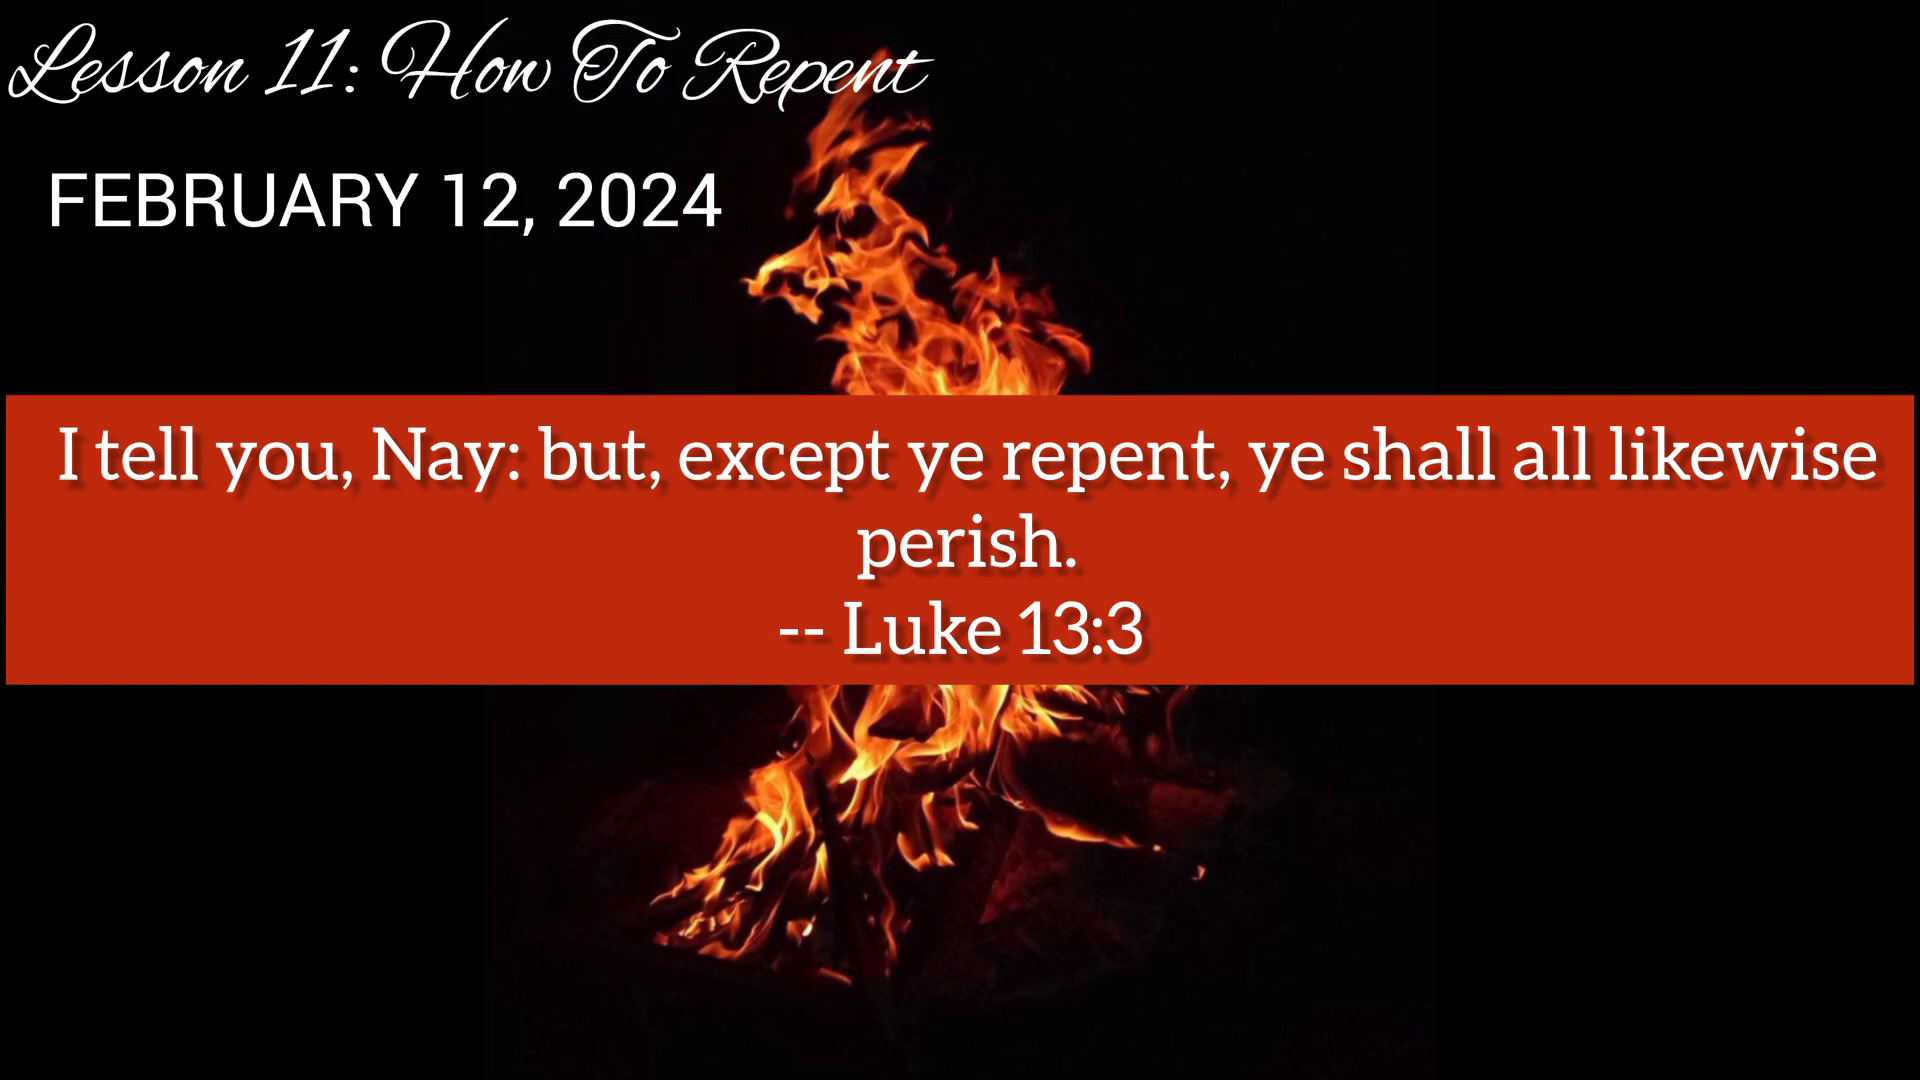 Lesson 11: How To Repent
FEBRUARY 12, 2024
I tell you, Nay: but, except ye repent, ye shall all likewise
perish.
-- Luke 13:3